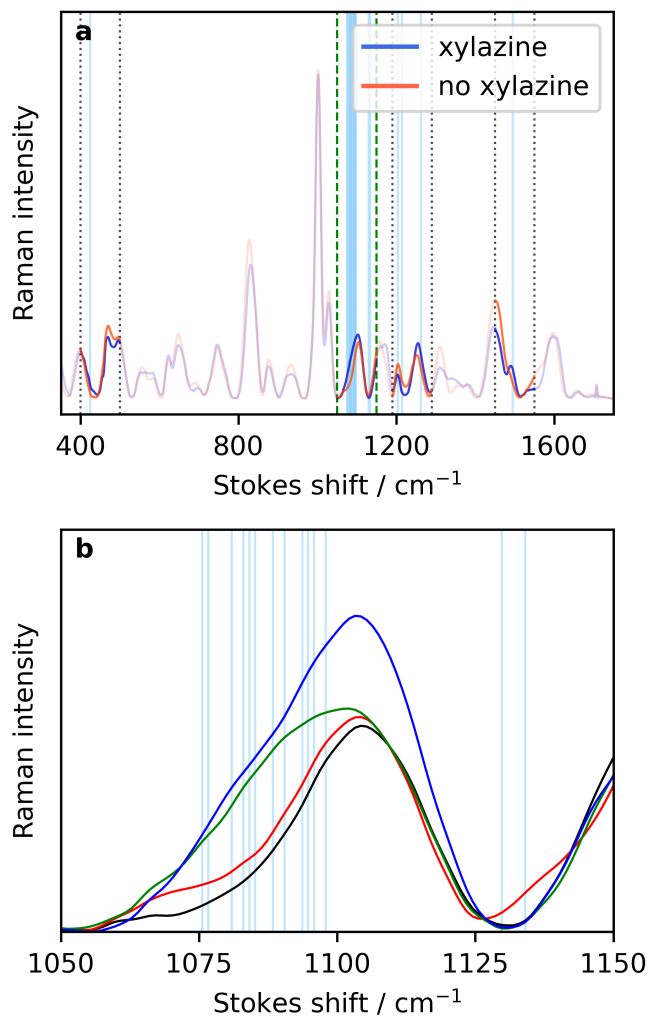 a
xylazine
no xylazine
Raman intensity
400 800 1200 1600
Stokes shift / cm⁻¹
b
Raman intensity
1050 1075 1100 1125 1150
Stokes shift / cm⁻¹